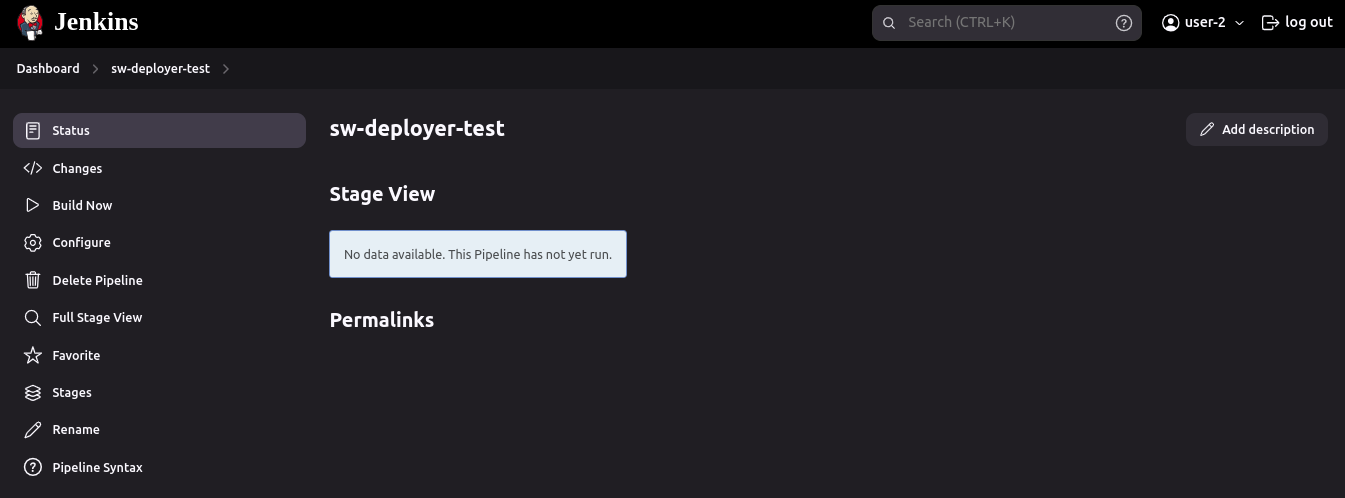 Jenkins
Search (CTRL+K)
user-2
log out
Dashboard
sw-deployer-test
Status
Changes
Build Now
Configure
Delete Pipeline
Full Stage View
Favorite
Stages
Rename
Pipeline Syntax
sw-deployer-test
Add description
Stage View
No data available. This Pipeline has not yet run.
Permalinks